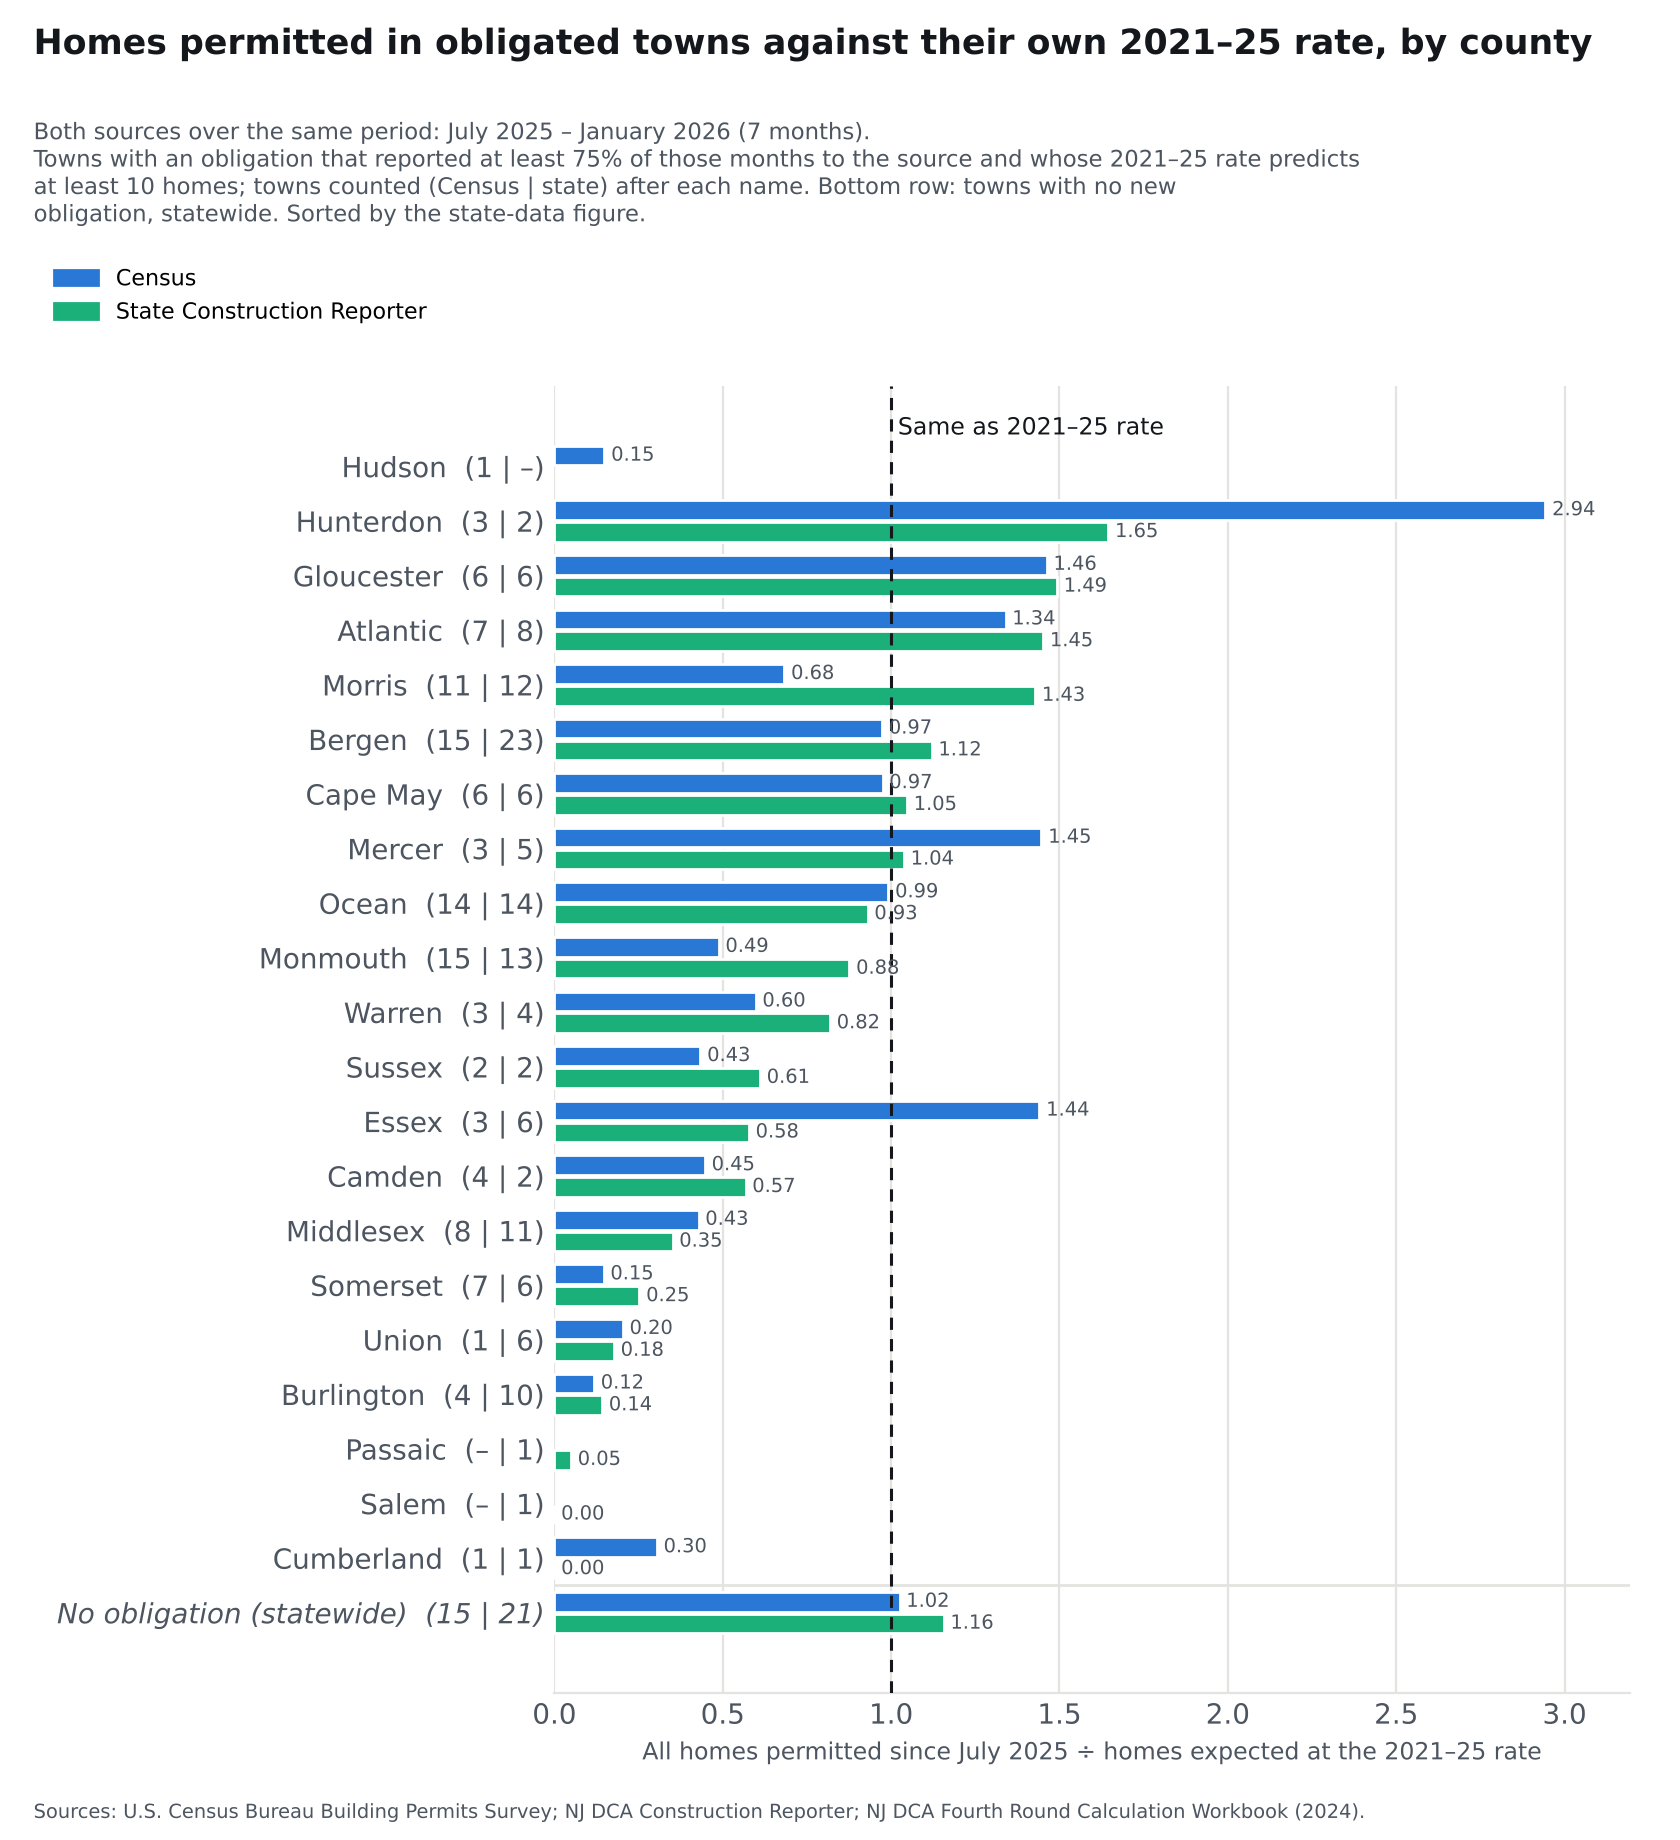 Homes permitted in obligated towns against their own 2021–25 rate, by county
Both sources over the same period: July 2025 – January 2026 (7 months).
Towns with an obligation that reported at least 75% of those months to the source and whose 2021–25 rate predicts
at least 10 homes; towns counted (Census | state) after each name. Bottom row: towns with no new
obligation, statewide. Sorted by the state-data figure.
Census
State Construction Reporter
Same as 2021–25 rate
Hudson (1 | –) 0.15
Hunterdon (3 | 2) 2.94 1.65
Gloucester (6 | 6) 1.46 1.49
Atlantic (7 | 8) 1.34 1.45
Morris (11 | 12) 0.68 1.43
Bergen (15 | 23) 0.97 1.12
Cape May (6 | 6) 0.97 1.05
Mercer (3 | 5) 1.45 1.04
Ocean (14 | 14) 0.99 0.93
Monmouth (15 | 13) 0.49 0.88
Warren (3 | 4) 0.60 0.82
Sussex (2 | 2) 0.43 0.61
Essex (3 | 6) 1.44 0.58
Camden (4 | 2) 0.45 0.57
Middlesex (8 | 11) 0.43 0.35
Somerset (7 | 6) 0.15 0.25
Union (1 | 6) 0.20 0.18
Burlington (4 | 10) 0.12 0.14
Passaic (– | 1) 0.05
Salem (– | 1) 0.00
Cumberland (1 | 1) 0.30 0.00
No obligation (statewide) (15 | 21) 1.02 1.16
0.0 0.5 1.0 1.5 2.0 2.5 3.0
All homes permitted since July 2025 ÷ homes expected at the 2021–25 rate
Sources: U.S. Census Bureau Building Permits Survey; NJ DCA Construction Reporter; NJ DCA Fourth Round Calculation Workbook (2024).